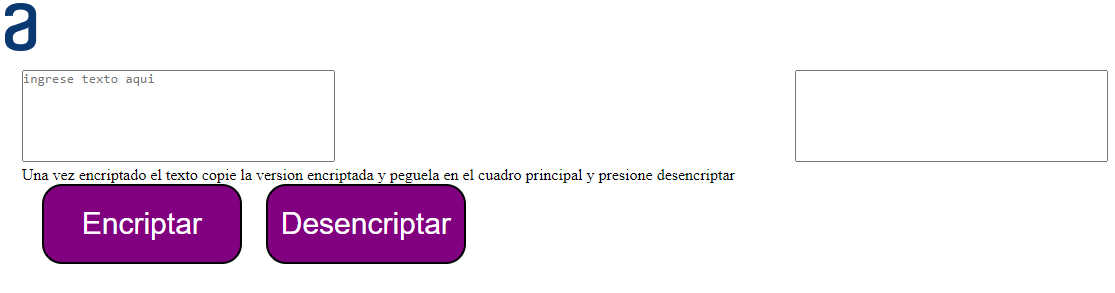 a
ingrese texto aqui
Una vez encriptado el texto copie la version encriptada y peguela en el cuadro principal y presione desencriptar
Encriptar Desencriptar